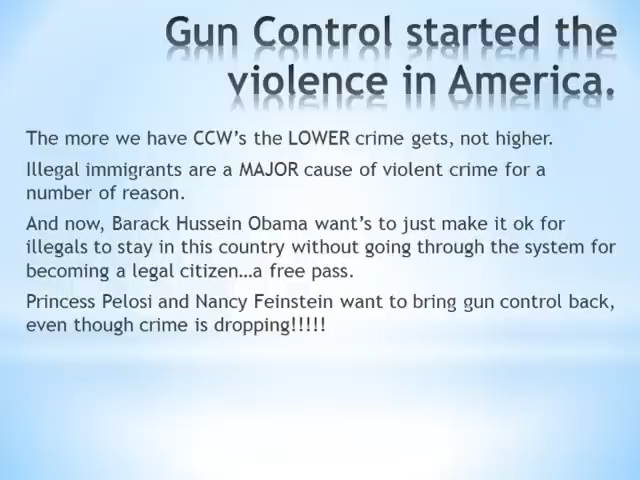 Gun Control started the
violence in America.
The more we have CCW's the LOWER crime gets, not higher.
Illegal immigrants are a MAJOR cause of violent crime for a
number of reason.
And now, Barack Hussein Obama want's to just make it ok for
illegals to stay in this country without going through the system for
becoming a legal citizen…a free pass.
Princess Pelosi and Nancy Feinstein want to bring gun control back,
even though crime is dropping!!!!!